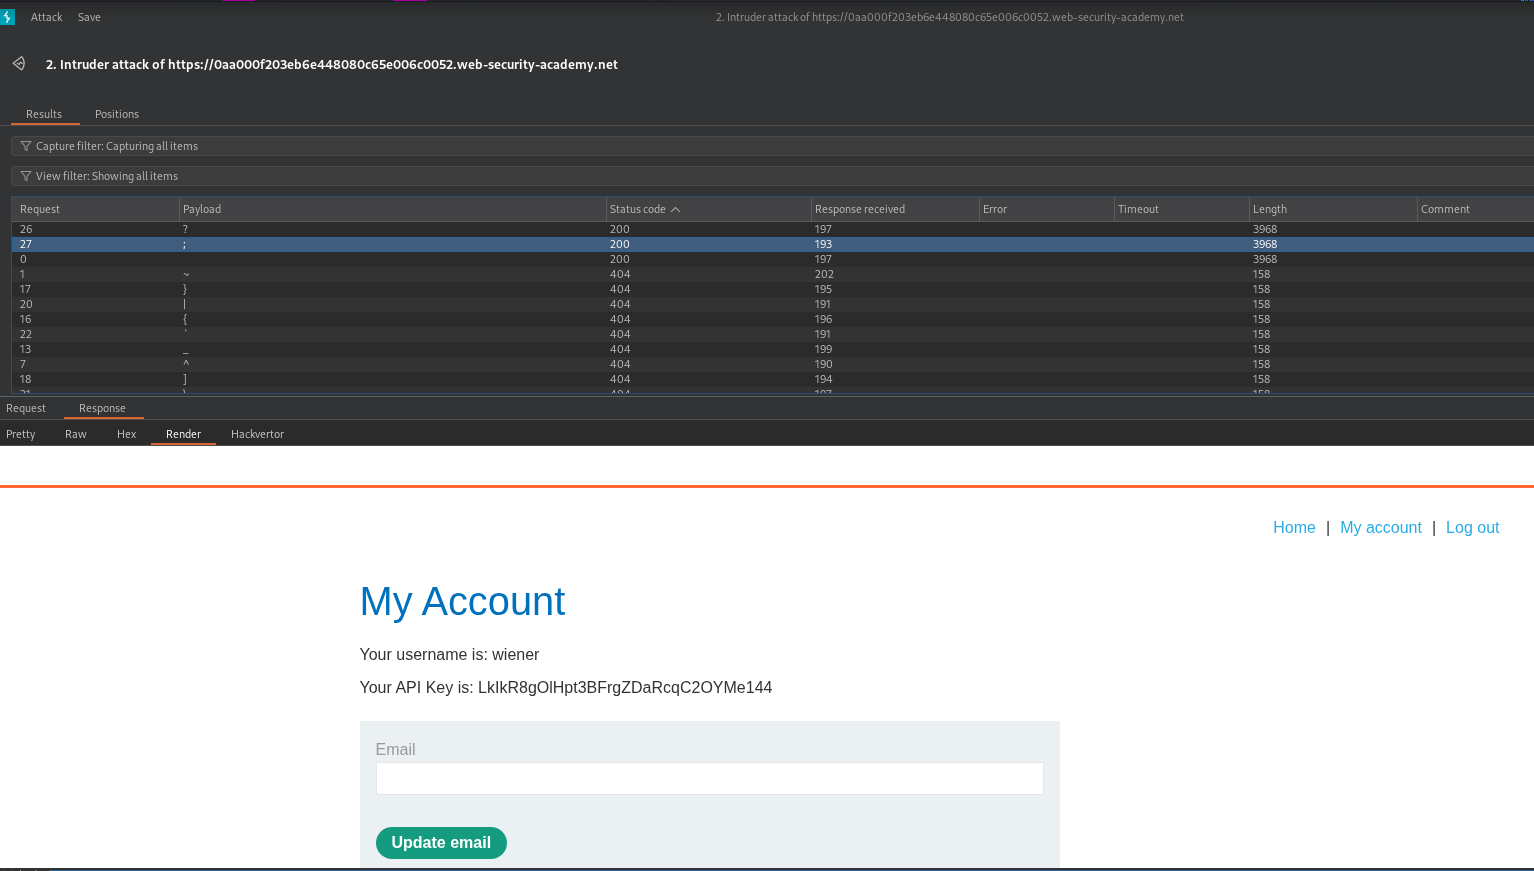 Attack Save 2. Intruder attack of https://0aa000f203eb6e448080c65e006c0052.web-security-academy.net
2. Intruder attack of https://0aa000f203eb6e448080c65e006c0052.web-security-academy.net
Results Positions
Capture filter: Capturing all items
View filter: Showing all items
Request Payload Status code Response received Error Timeout Length Comment
26 ? 200 197 3968
27 ; 200 193 3968
0 200 197 3968
1 ~ 404 202 158
17 } 404 195 158
20 | 404 191 158
16 { 404 196 158
22 ` 404 191 158
13 _ 404 199 158
7 ^ 404 190 158
18 ] 404 194 158
Request Response
Pretty Raw Hex Render Hackvertor
Home | My account | Log out
My Account
Your username is: wiener
Your API Key is: LkIkR8gOlHpt3BFrgZDaRcqC2OYMe144
Email
Update email